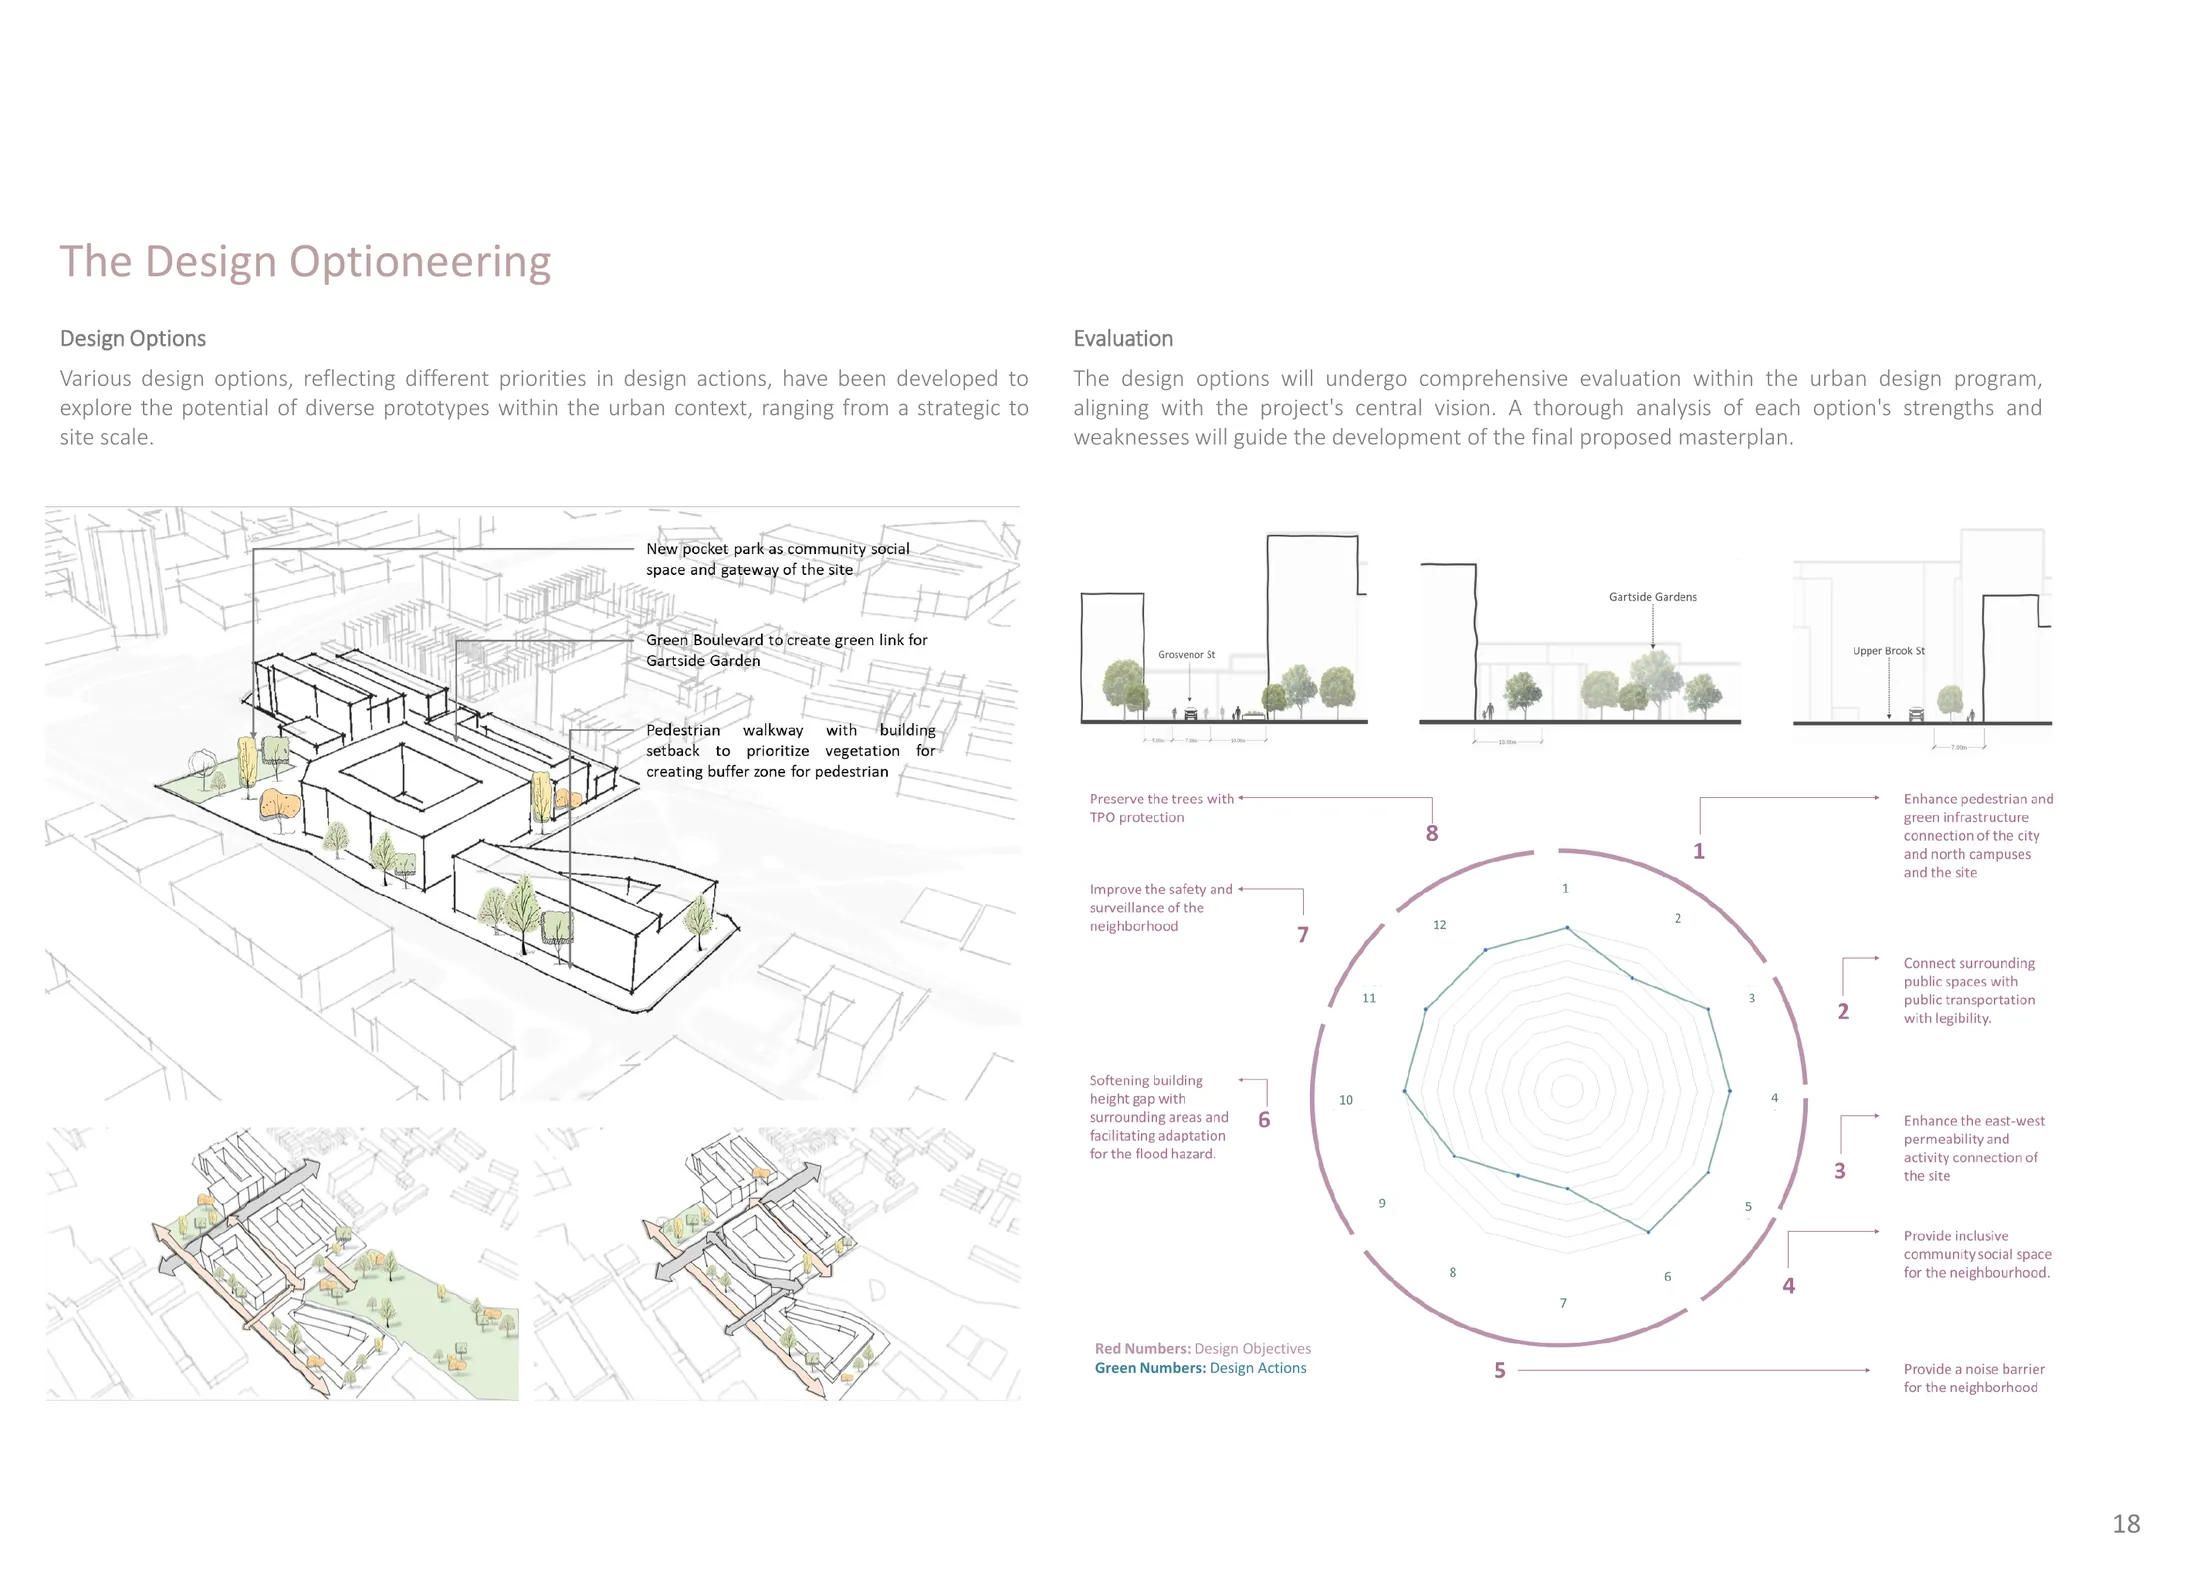 The Design Optioneering
Design Options
Various design options, reflecting different priorities in design actions, have been developed to
explore the potential of diverse prototypes within the urban context, ranging from a strategic to
site scale.
New pocket park as community social
space and gateway of the site
Green Boulevard to create green link for
Gartside Garden
Pedestrian walkway with building
setback to prioritize vegetation for
creating buffer zone for pedestrian
Evaluation
The design options will undergo comprehensive evaluation within the urban design program,
aligning with the project's central vision. A thorough analysis of each option's strengths and
weaknesses will guide the development of the final proposed masterplan.
Grosvenor St
7.00m
10.00m
Gartside Gardens
10.00m
Upper Brook St
7.00m
Preserve the trees with
TPO protection
8
Improve the safety and
surveillance of the
neighborhood
7
Softening building
height gap with
surrounding areas and
facilitating adaptation
for the flood hazard.
6
1
Enhance pedestrian and
green infrastructure
connection of the city
and north campuses
and the site
2
Connect surrounding
public spaces with
public transportation
with legibility.
3
Enhance the east-west
permeability and
activity connection of
the site
4
Provide inclusive
community social space
for the neighbourhood.
5
Provide a noise barrier
for the neighborhood
1
2
3
4
5
6
7
8
9
10
11
12
Red Numbers: Design Objectives
Green Numbers: Design Actions
18